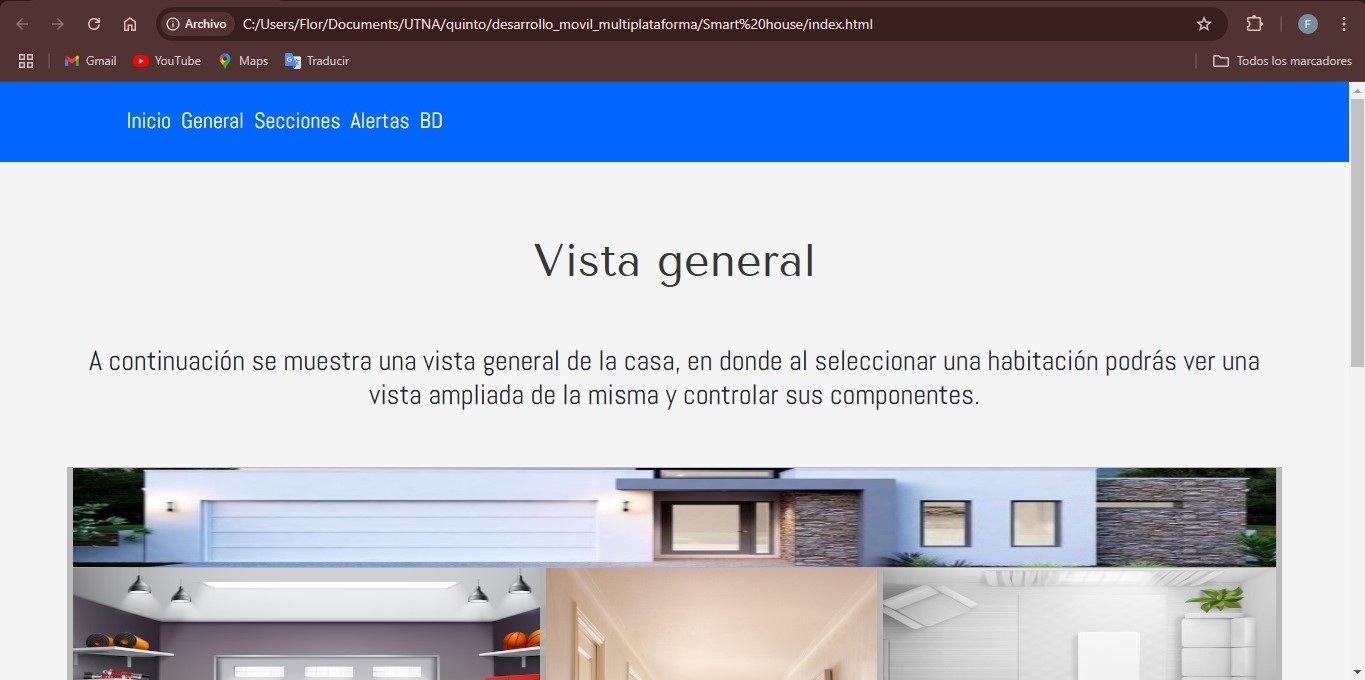 Archivo C:/Users/Flor/Documents/UTNA/quinto/desarrollo_movil_multiplataforma/Smart%20house/index.html F
Gmail YouTube Maps Traducir Todos los marcadores
Inicio General Secciones Alertas BD
Vista general
A continuación se muestra una vista general de la casa, en donde al seleccionar una habitación podrás ver una
vista ampliada de la misma y controlar sus componentes.